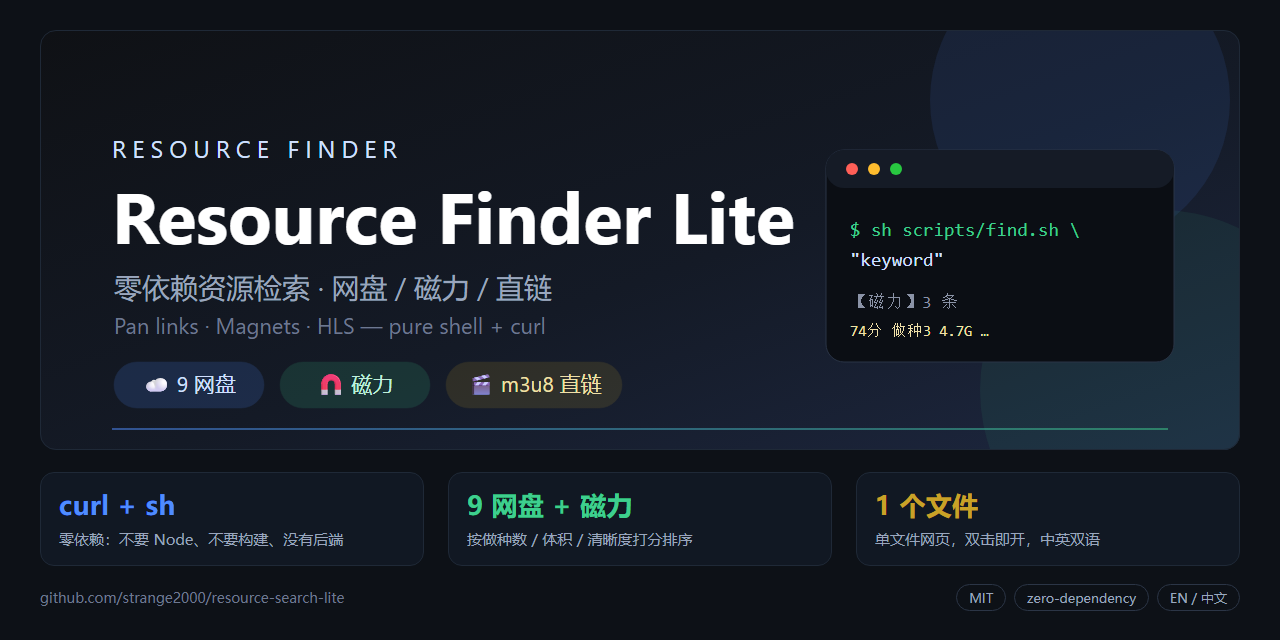 RESOURCE FINDER
Resource Finder Lite
零依赖资源检索 · 网盘 / 磁力 / 直链
Pan links · Magnets · HLS — pure shell + curl
9 网盘
磁力
m3u8 直链
$ sh scripts/find.sh \
"keyword"
【磁力】3 条
74分 做种3 4.7G …
curl + sh
零依赖：不要 Node、不要构建、没有后端
9 网盘 + 磁力
按做种数 / 体积 / 清晰度打分排序
1 个文件
单文件网页，双击即开，中英双语
github.com/strange2000/resource-search-lite
MIT
zero-dependency
EN / 中文